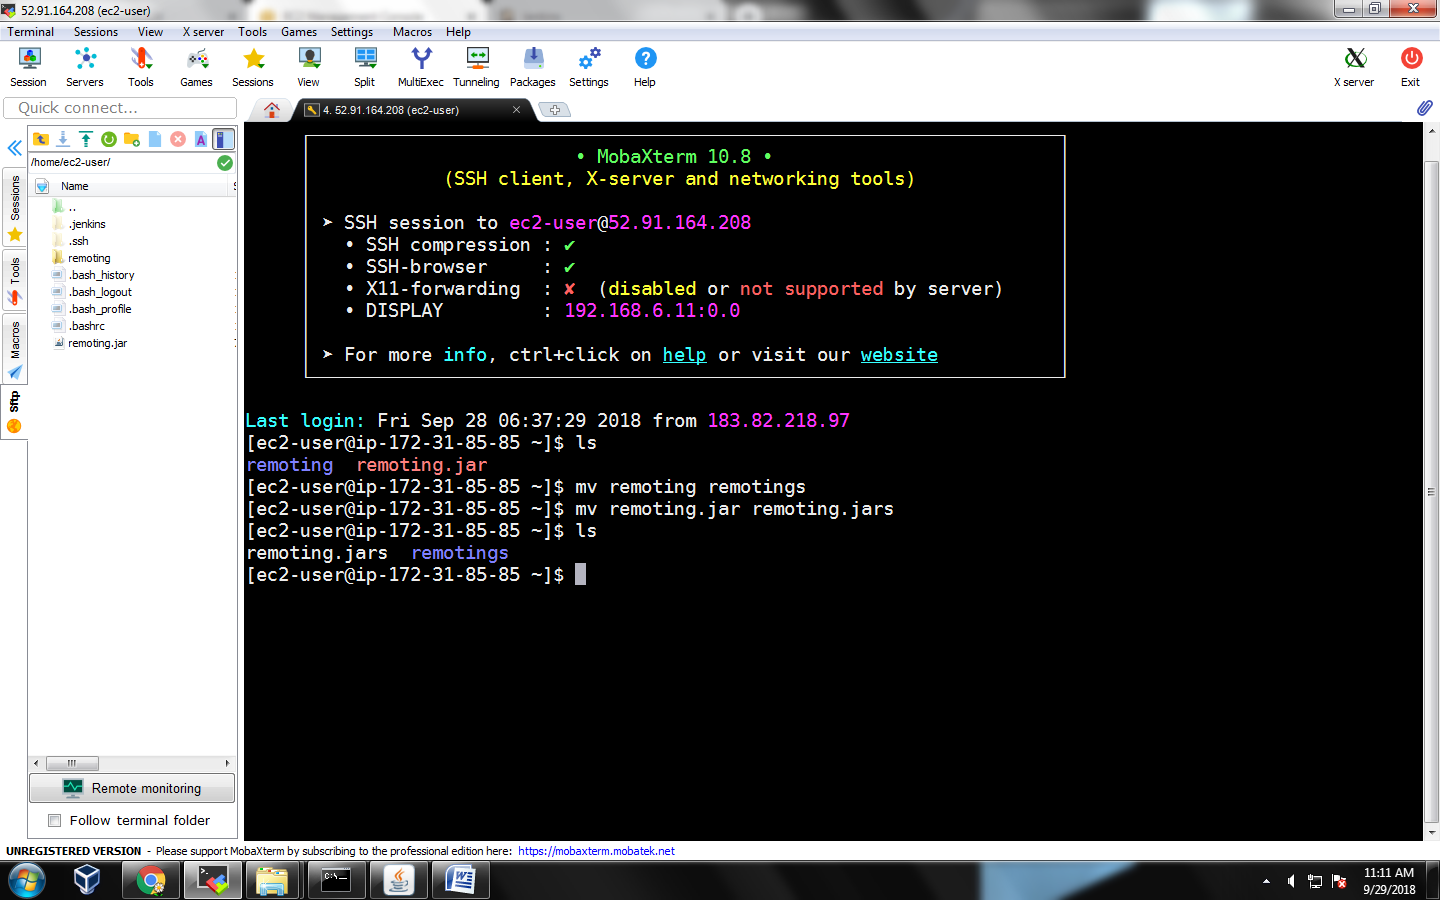 52.91.164.208 (ec2-user)
Terminal Sessions View X server Tools Games Settings Macros Help
Session Servers Tools Games Sessions View Split MultiExec Tunneling Packages Settings Help X server Exit
Quick connect...
4. 52.91.164.208 (ec2-user)
/home/ec2-user/
Name
..
.jenkins
.ssh
remoting
.bash_history
.bash_logout
.bash_profile
.bashrc
remoting.jar
Sessions
Tools
Macros
Sftp
Remote monitoring
Follow terminal folder
• MobaXterm 10.8 •
(SSH client, X-server and networking tools)
➤ SSH session to ec2-user@52.91.164.208
• SSH compression : ✔
• SSH-browser : ✔
• X11-forwarding : ✘ (disabled or not supported by server)
• DISPLAY : 192.168.6.11:0.0
➤ For more info, ctrl+click on help or visit our website
Last login: Fri Sep 28 06:37:29 2018 from 183.82.218.97
[ec2-user@ip-172-31-85-85 ~]$ ls
remoting remoting.jar
[ec2-user@ip-172-31-85-85 ~]$ mv remoting remotings
[ec2-user@ip-172-31-85-85 ~]$ mv remoting.jar remoting.jars
[ec2-user@ip-172-31-85-85 ~]$ ls
remoting.jars remotings
[ec2-user@ip-172-31-85-85 ~]$
UNREGISTERED VERSION - Please support MobaXterm by subscribing to the professional edition here: https://mobaxterm.mobatek.net
11:11 AM
9/29/2018